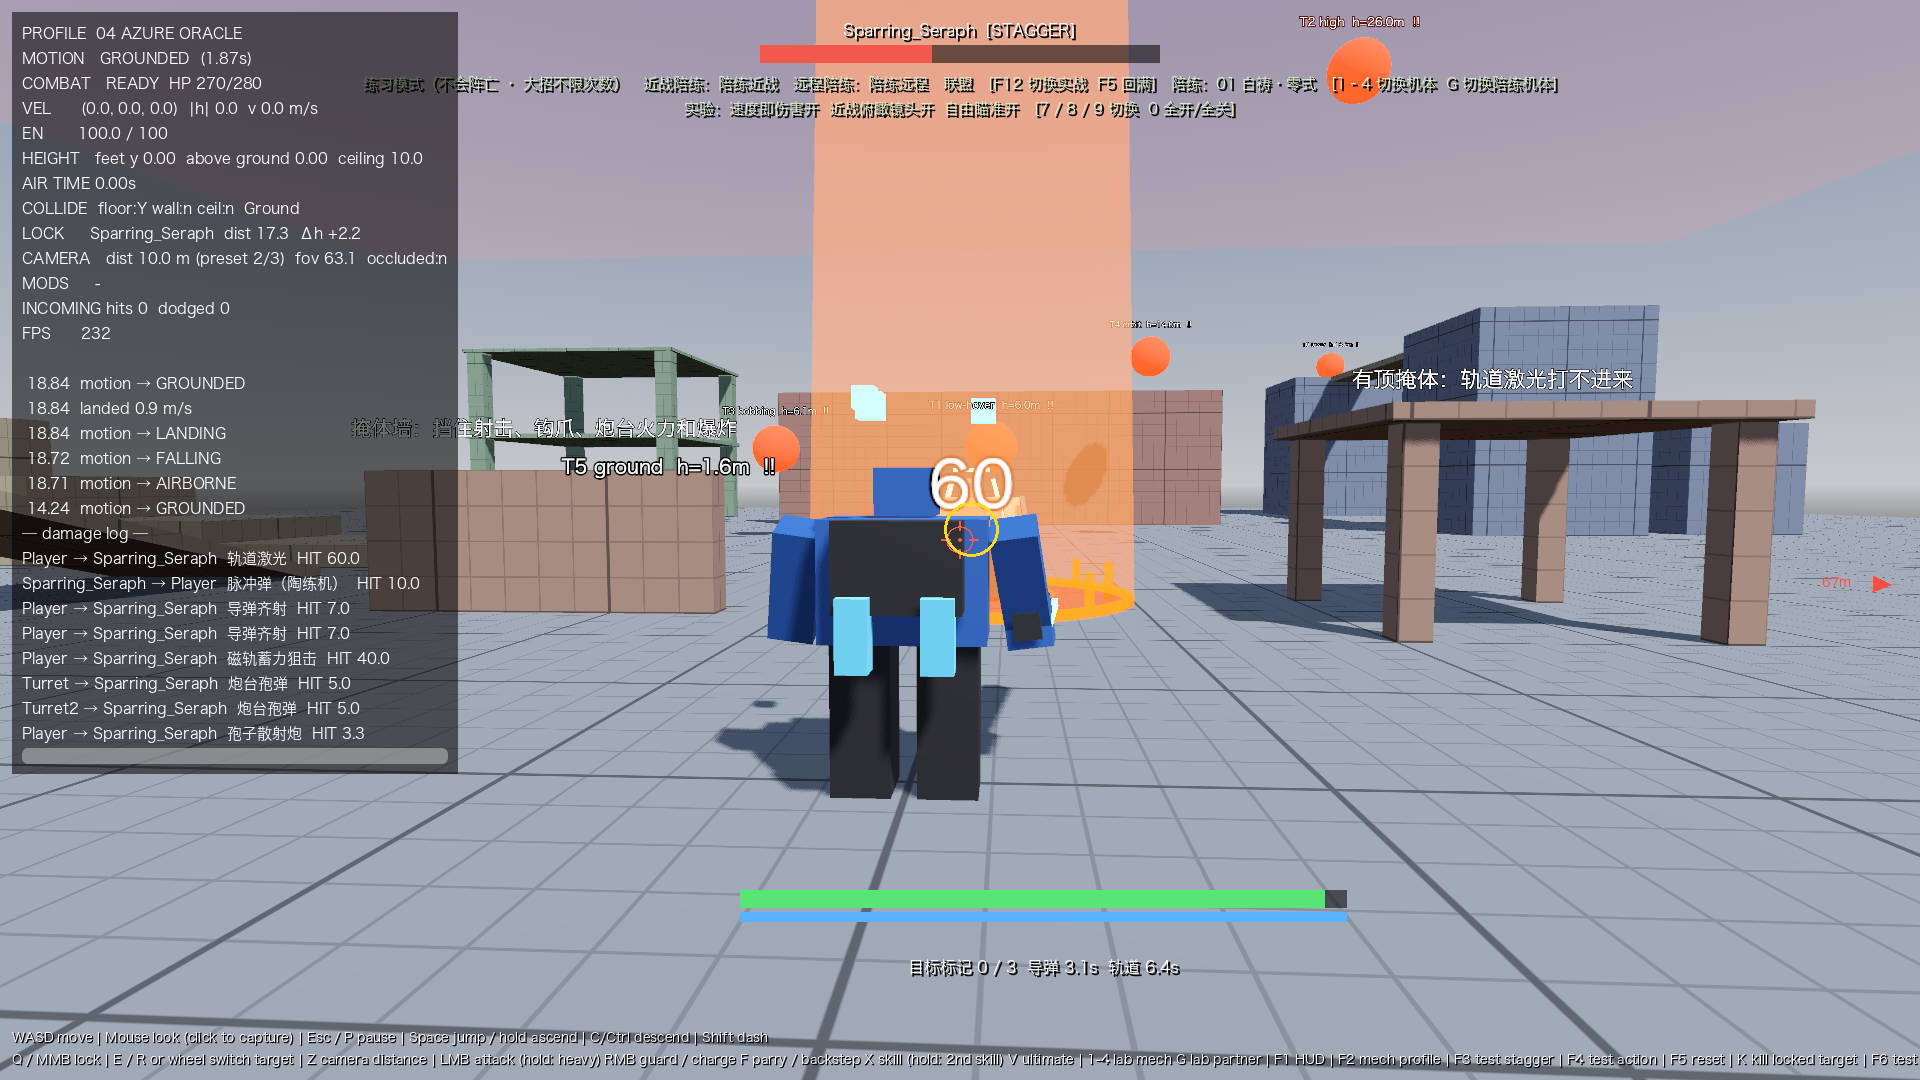 PROFILE 04 AZURE ORACLE
MOTION GROUNDED (1.87s)
COMBAT READY HP 270/280
VEL (0.0, 0.0, 0.0) |h| 0.0 v 0.0 m/s
EN 100.0 / 100
HEIGHT feet y 0.00 above ground 0.00 ceiling 10.0
AIR TIME 0.00s
COLLIDE floor:Y wall:n ceil:n Ground
LOCK Sparring_Seraph dist 17.3 Δh +2.2
CAMERA dist 10.0 m (preset 2/3) fov 63.1 occluded:n
MODS -
INCOMING hits 0 dodged 0
FPS 232
18.84 motion → GROUNDED
18.84 landed 0.9 m/s
18.84 motion → LANDING
18.72 motion → FALLING
18.71 motion → AIRBORNE
14.24 motion → GROUNDED
— damage log —
Player → Sparring_Seraph 轨道激光 HIT 60.0
Sparring_Seraph → Player 脉冲弹（陶练机） HIT 10.0
Player → Sparring_Seraph 导弹齐射 HIT 7.0
Player → Sparring_Seraph 导弹齐射 HIT 7.0
Player → Sparring_Seraph 磁轨蓄力狙击 HIT 40.0
Turret → Sparring_Seraph 炮台孢弹 HIT 5.0
Turret2 → Sparring_Seraph 炮台孢弹 HIT 5.0
Player → Sparring_Seraph 孢子散射炮 HIT 3.3
Sparring_Seraph [STAGGER]
练习模式（不会阵亡 · 大招不限次数） 近战陪练：陪练近战 远程陪练：陪练远程 联盟 [F12 切换实战 F5 回满] 陪练：01 白祷·零式 [1 - 4 切换机体 G 切换陪练机体]
实验：速度即伤害开 近战俯瞰镜头开 自由瞄准开 [7 / 8 / 9 切换 0 全开/全关]
T2 high h=26.0m !!
T4 orbit h=14.6m !!
有顶掩体：轨道激光打不进来
T3 bobbing h=6.1m !!
T1 low-hover h=6.0m !!
掩体墙：挡住射击、钩爪、炮台火力和爆炸
T5 ground h=1.6m !!
60
67m
目标标记 0 / 3 导弹 3.1s 轨道 6.4s
WASD move | Mouse look (click to capture) | Esc / P pause | Space jump / hold ascend | C/Ctrl descend | Shift dash
Q / MMB lock | E / R or wheel switch target | Z camera distance | LMB attack (hold: heavy) RMB guard / charge F parry / backstep X skill (hold: 2nd skill) V ultimate | 1-4 lab mech G lab partner | F1 HUD | F2 mech profile | F3 test stagger | F4 test action | F5 reset | K kill locked target | F6 test